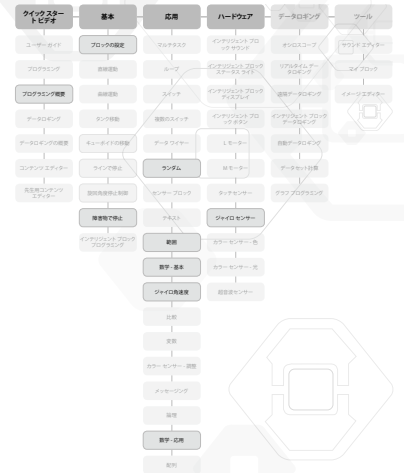 クイック スター
ト ビデオ
ユーザー ガイド
プログラミング
プログラミング概要
データロギング
データロギングの概要
コンテンツ エディター
先生用コンテンツ
エディター
基本
ブロックの設定
直線運動
曲線運動
タンク移動
キューボイドの移動
ライング停止
障害物で停止
インテリジェント ブロック
プログラミング
応用
マルチタスク
ループ
スイッチ
複数のスイッチ
データ ワイヤー
ランダム
センサー ブロック
テキスト
範囲
数学 - 基本
ジャイロ角速度
比較
変数
カラー センサー - 調整
メッセージング
論理
数学 - 応用
配列
ハードウェア
インテリジェント ブロ
ック サウンド
インテリジェント ブロック
ステータス ライト
インテリジェント ブロック
ディスプレイ
インテリジェント ブロ
ック ボタン
L モーター
M モーター
タッチセンサー
ジャイロ センサー
カラー センサー - 色
カラー センサー - 光
超音波センサー
データロギング
オシロスコープ
リアルタイム デー
タロギング
遠隔データロギング
インテリジェント ブロック
データロギング
自動データロギング
データセット計算
グラフ プログラミング
ツール
サウンド エディター
マイ ブロック
イメージ エディター